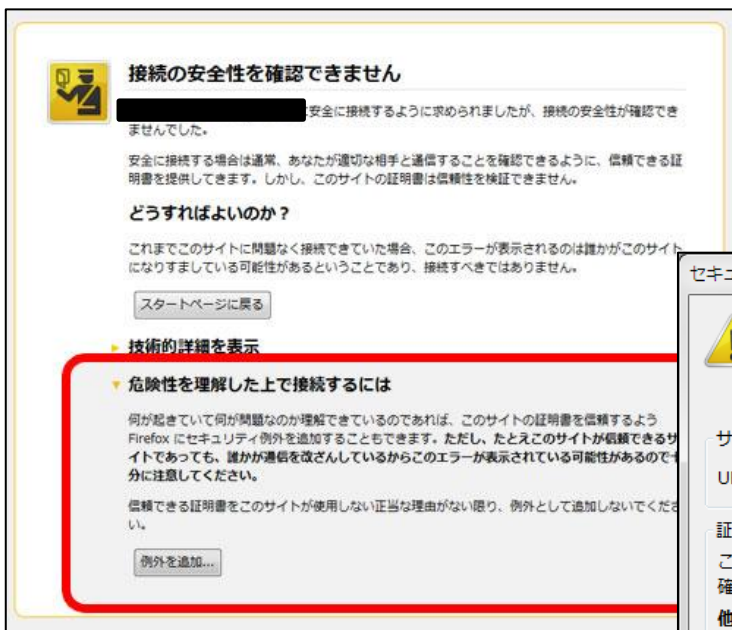 接続の安全性を確認できません
安全に接続するように求められましたが、接続の安全性が確認でき
ませんでした。
安全に接続する場合は通常、あなたが適切な相手と通信することを確認できるように、信頼できる証
明書を提供してきます。しかし、このサイトの証明書は信頼性を検証できません。
どうすればよいのか？
これまでこのサイトに問題なく接続できていた場合、このエラーが表示されるのは誰かがこのサイト
になりすましている可能性があるということであり、接続すべきではありません。
スタートページに戻る
技術的詳細を表示
危険性を理解した上で接続するには
何が起きていて何が問題なのか理解できているのであれば、このサイトの証明書を信頼するよう
Firefox にセキュリティ例外を追加することもできます。ただし、たとえこのサイトが信頼できるサ
イトであっても、誰かが通信を改ざんしているからこのエラーが表示されている可能性があるので十
分に注意してください。
信頼できる証明書をこのサイトが使用しない正当な理由がない限り、例外として追加しないでくださ
い。
例外を追加...
セキュ
サ
UR
証
こ
確
他